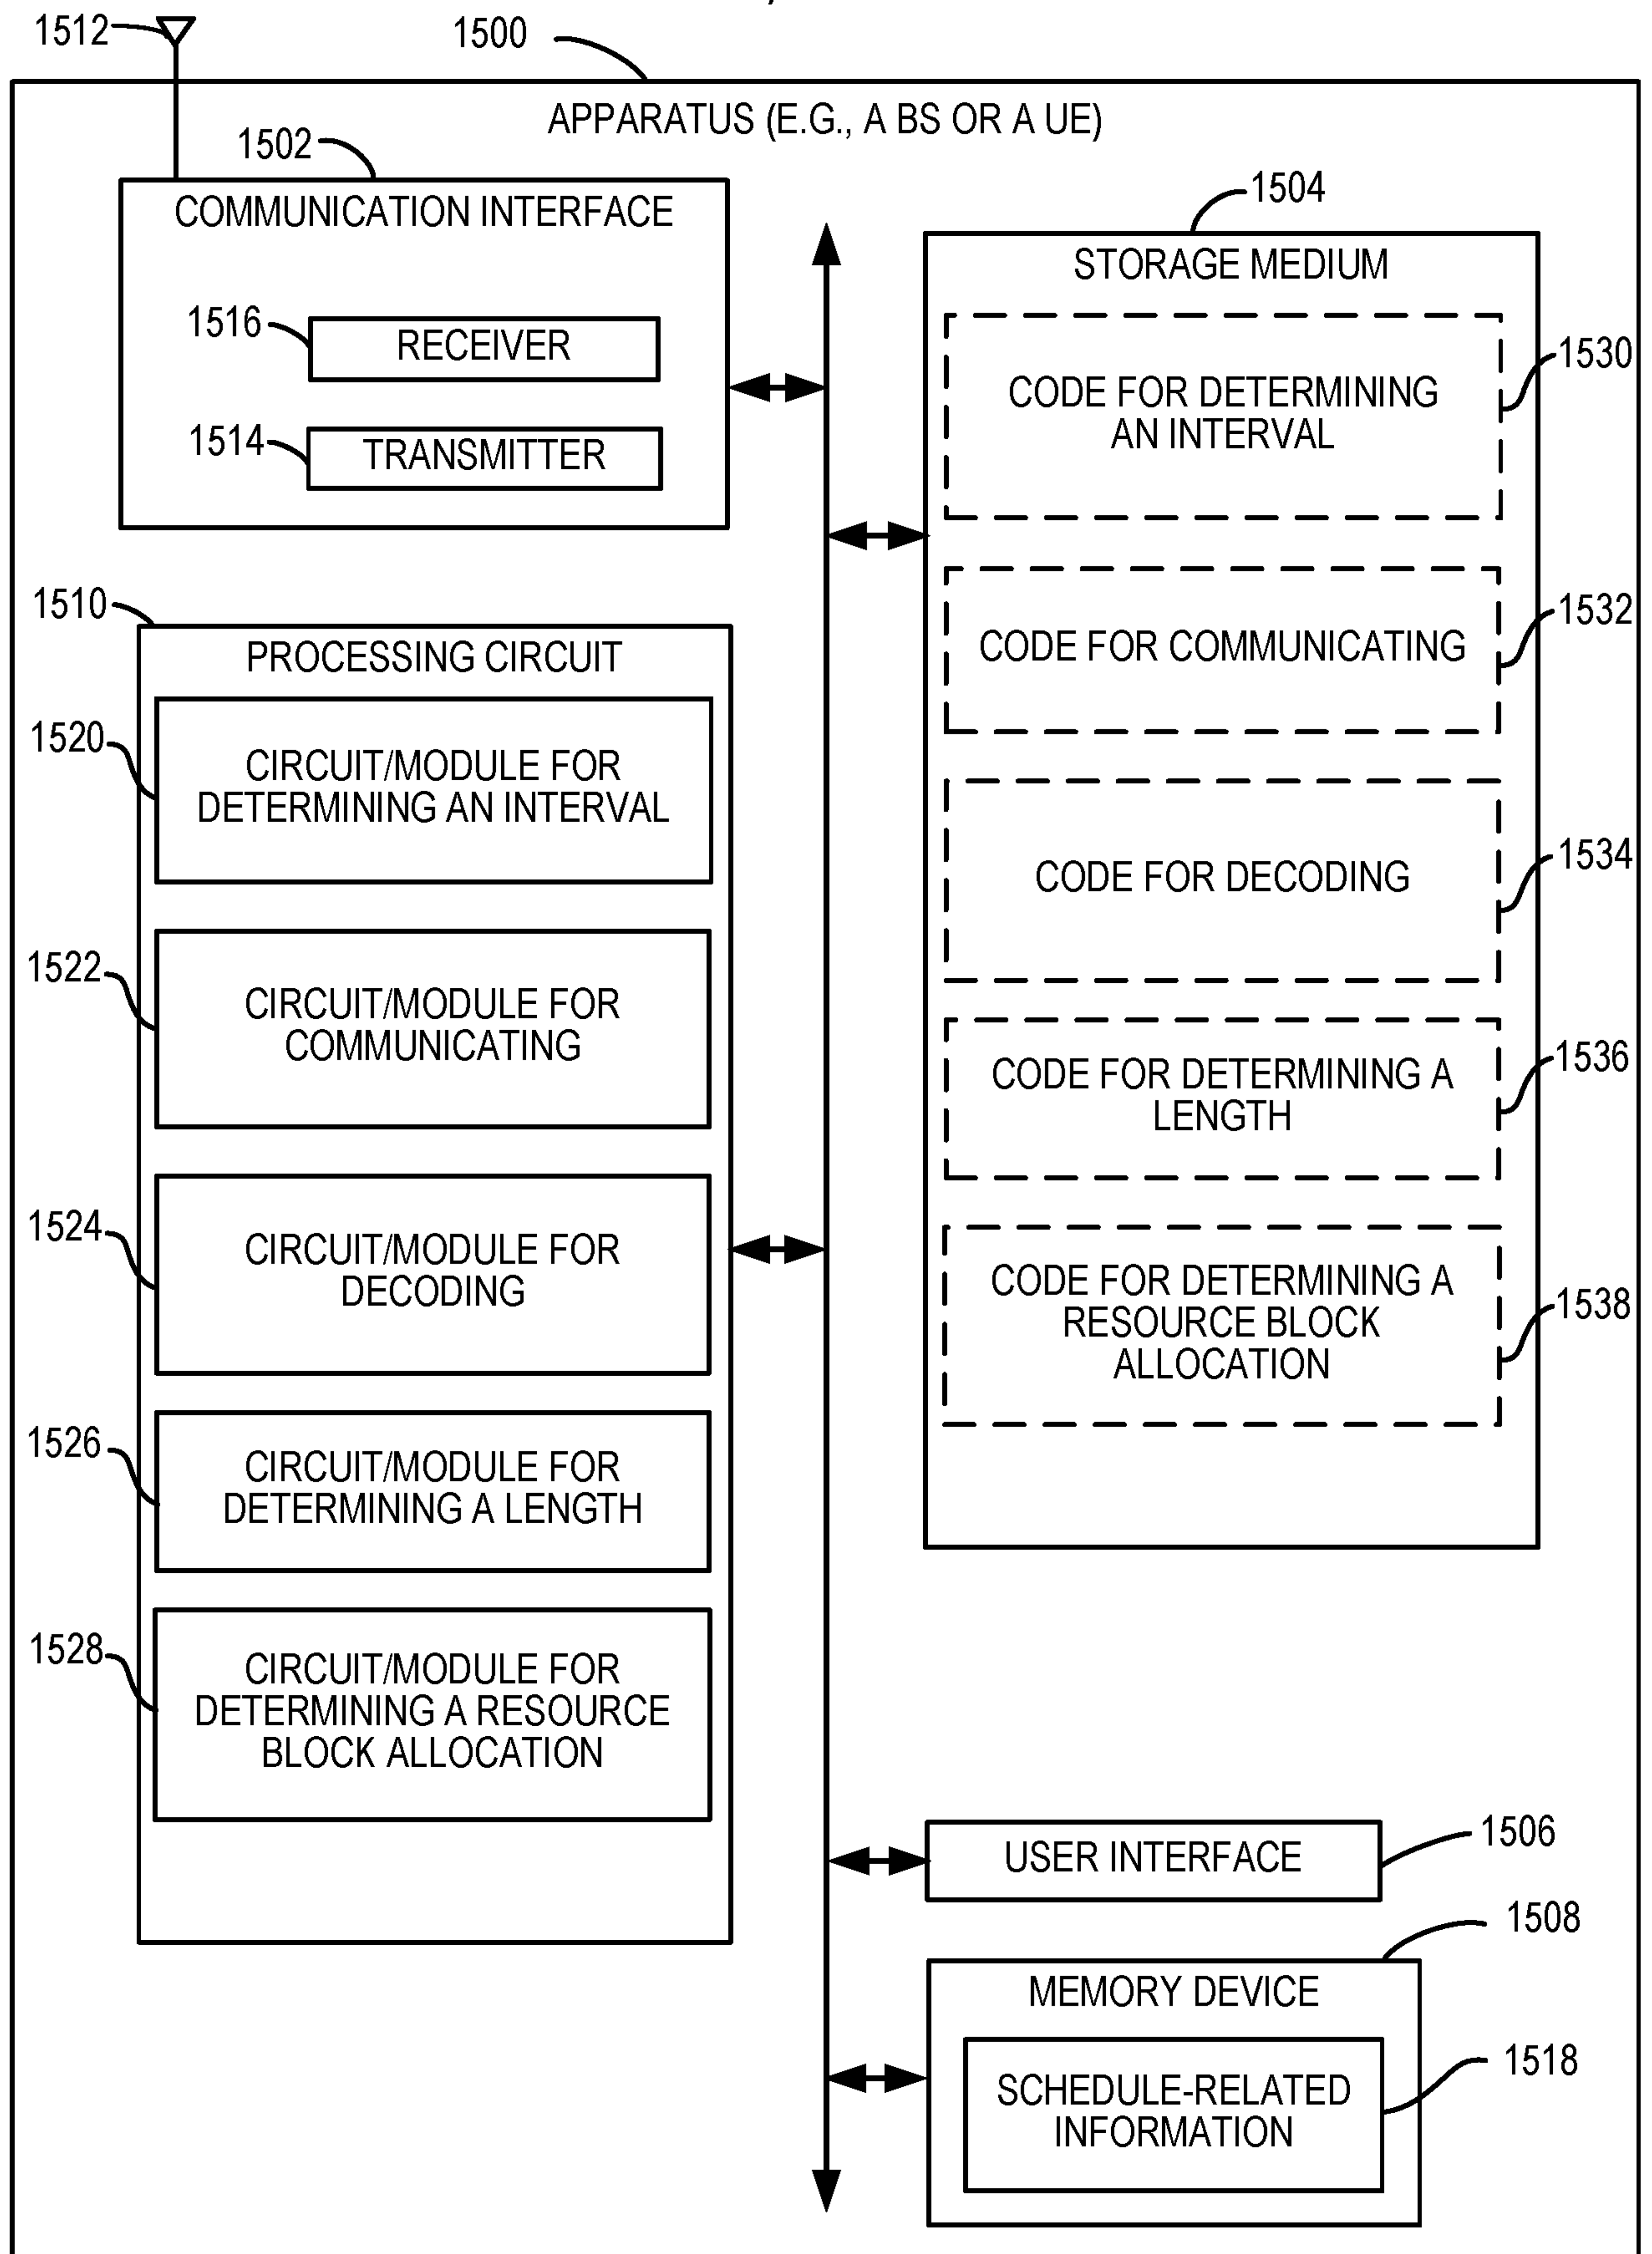 1512
1500
APPARATUS (E.G., A BS OR A UE)
1502
COMMUNICATION INTERFACE
1516
RECEIVER
1514
TRANSMITTER
1504
STORAGE MEDIUM
CODE FOR DETERMINING
AN INTERVAL
1530
CODE FOR COMMUNICATING
1532
CODE FOR DECODING
1534
CODE FOR DETERMINING A
LENGTH
1536
CODE FOR DETERMINING A
RESOURCE BLOCK
ALLOCATION
1538
1510
PROCESSING CIRCUIT
1520
CIRCUIT/MODULE FOR
DETERMINING AN INTERVAL
1522
CIRCUIT/MODULE FOR
COMMUNICATING
1524
CIRCUIT/MODULE FOR
DECODING
1526
CIRCUIT/MODULE FOR
DETERMINING A LENGTH
1528
CIRCUIT/MODULE FOR
DETERMINING A RESOURCE
BLOCK ALLOCATION
USER INTERFACE
1506
1508
MEMORY DEVICE
SCHEDULE-RELATED
INFORMATION
1518